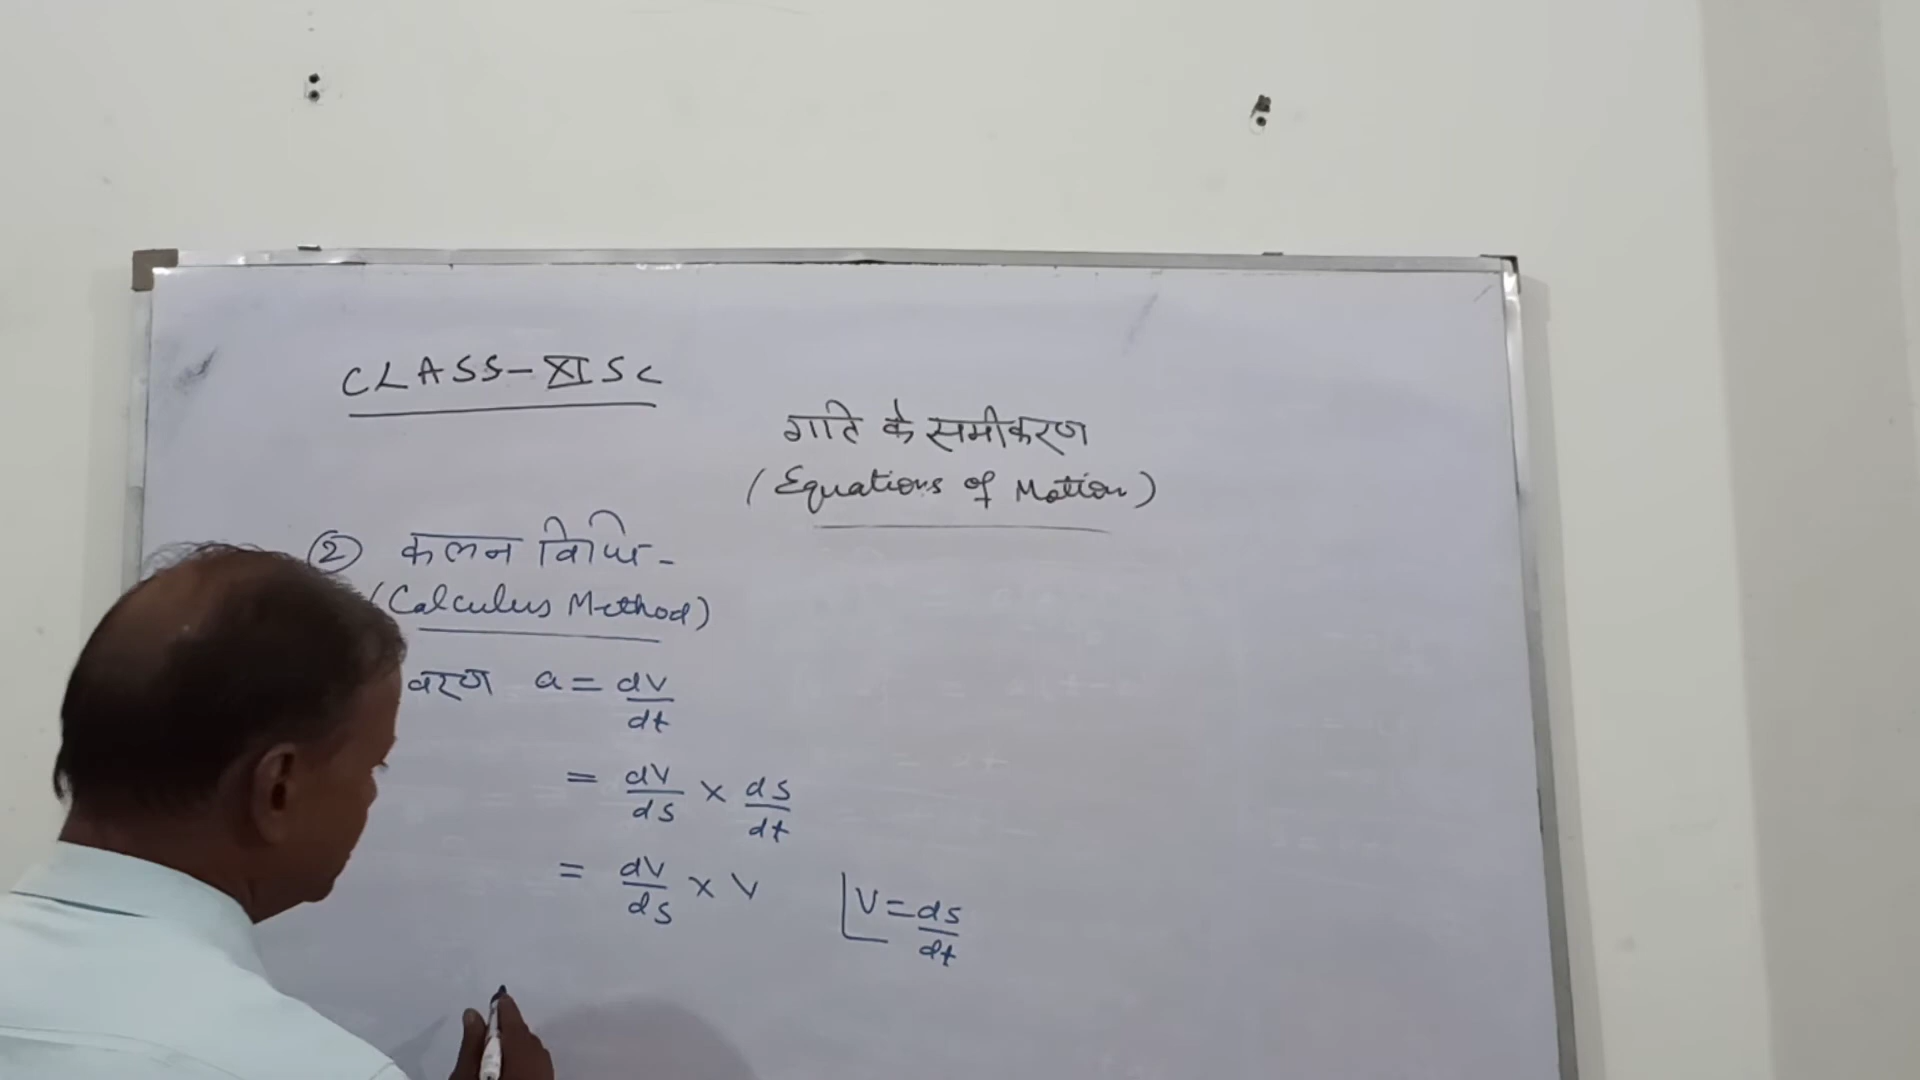 CLASS-XI SC
गति के समीकरण
(Equations of Motion)
② कलन विधि -
(Calculus Method)
वरण a = dv/dt
= dv/ds × ds/dt
= dv/ds × v
v = ds/dt